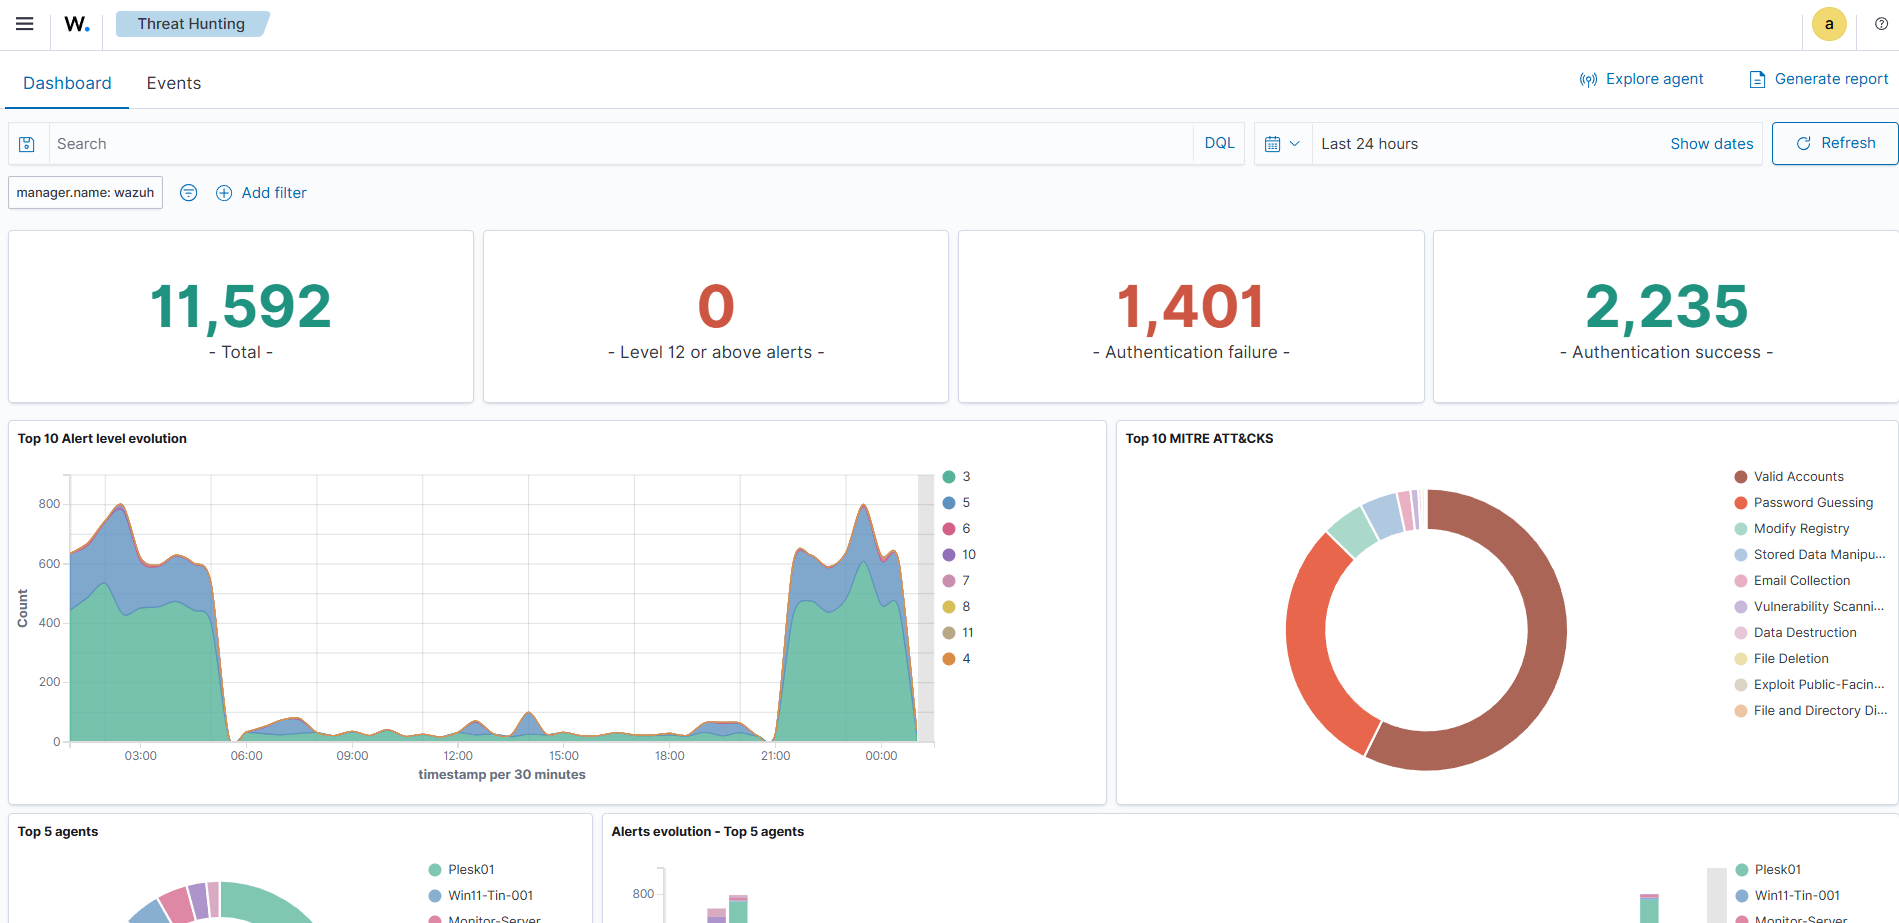 W.
Threat Hunting
a
Dashboard
Events
Explore agent
Generate report
Search
DQL
Last 24 hours
Show dates
Refresh
manager.name: wazuh
Add filter
11,592
- Total -
0
- Level 12 or above alerts -
1,401
- Authentication failure -
2,235
- Authentication success -
Top 10 Alert level evolution
800
600
400
200
0
Count
03:00 06:00 09:00 12:00 15:00 18:00 21:00 00:00
timestamp per 30 minutes
3
5
6
10
7
8
11
4
Top 10 MITRE ATT&CKS
Valid Accounts
Password Guessing
Modify Registry
Stored Data Manipu...
Email Collection
Vulnerability Scanni...
Data Destruction
File Deletion
Exploit Public-Facin...
File and Directory Di...
Top 5 agents
Plesk01
Win11-Tin-001
Monitor-Server
Alerts evolution - Top 5 agents
800
Plesk01
Win11-Tin-001
Monitor-Server